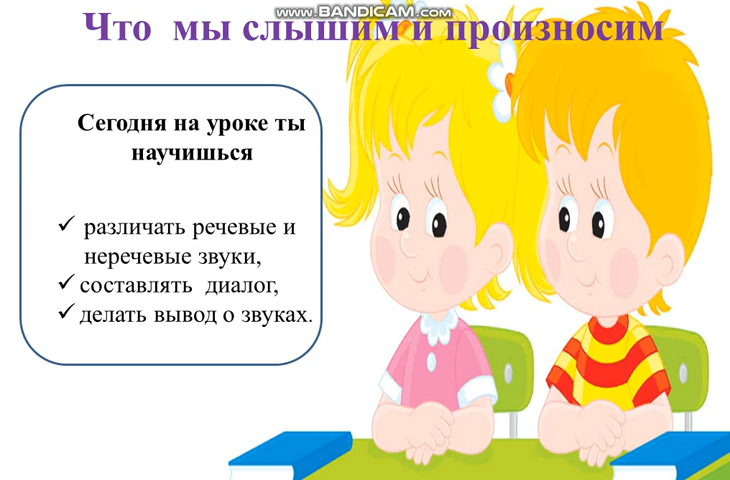 www.BANDICAM.com
Что мы слышим и произносим
Сегодня на уроке ты
научишься
✓ различать речевые и
неречевые звуки,
✓ составлять диалог,
✓ делать вывод о звуках.